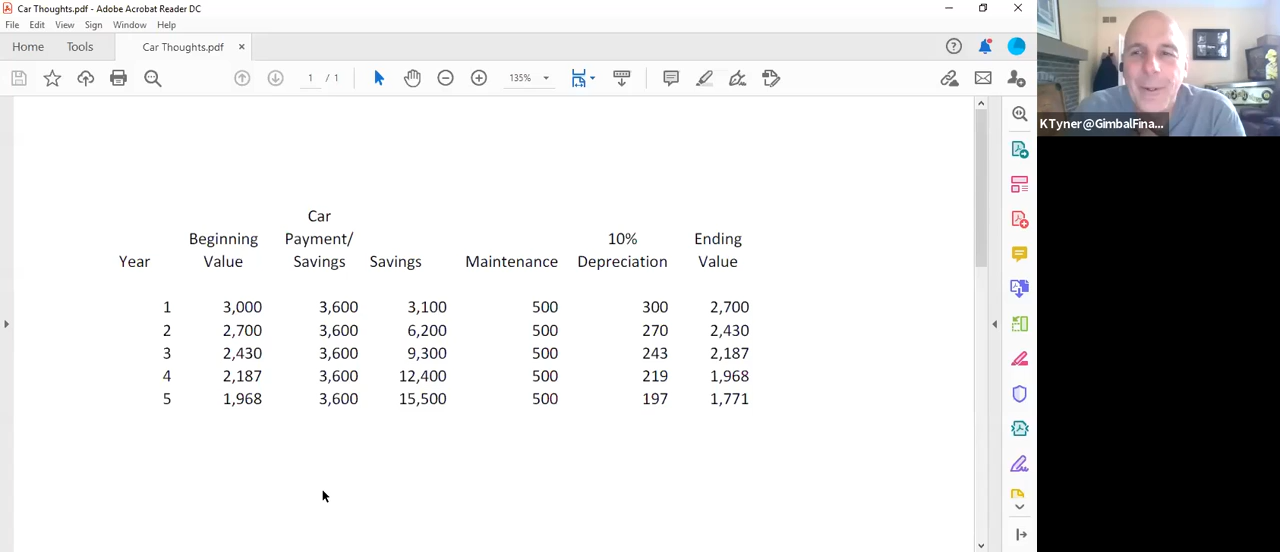 Car Thoughts.pdf - Adobe Acrobat Reader DC
File Edit View Sign Window Help
Home Tools Car Thoughts.pdf
1 / 1 135%
KTyner@GimbalFina...
Car
Beginning Payment/ 10% Ending
Year Value Savings Savings Maintenance Depreciation Value
1 3,000 3,600 3,100 500 300 2,700
2 2,700 3,600 6,200 500 270 2,430
3 2,430 3,600 9,300 500 243 2,187
4 2,187 3,600 12,400 500 219 1,968
5 1,968 3,600 15,500 500 197 1,771